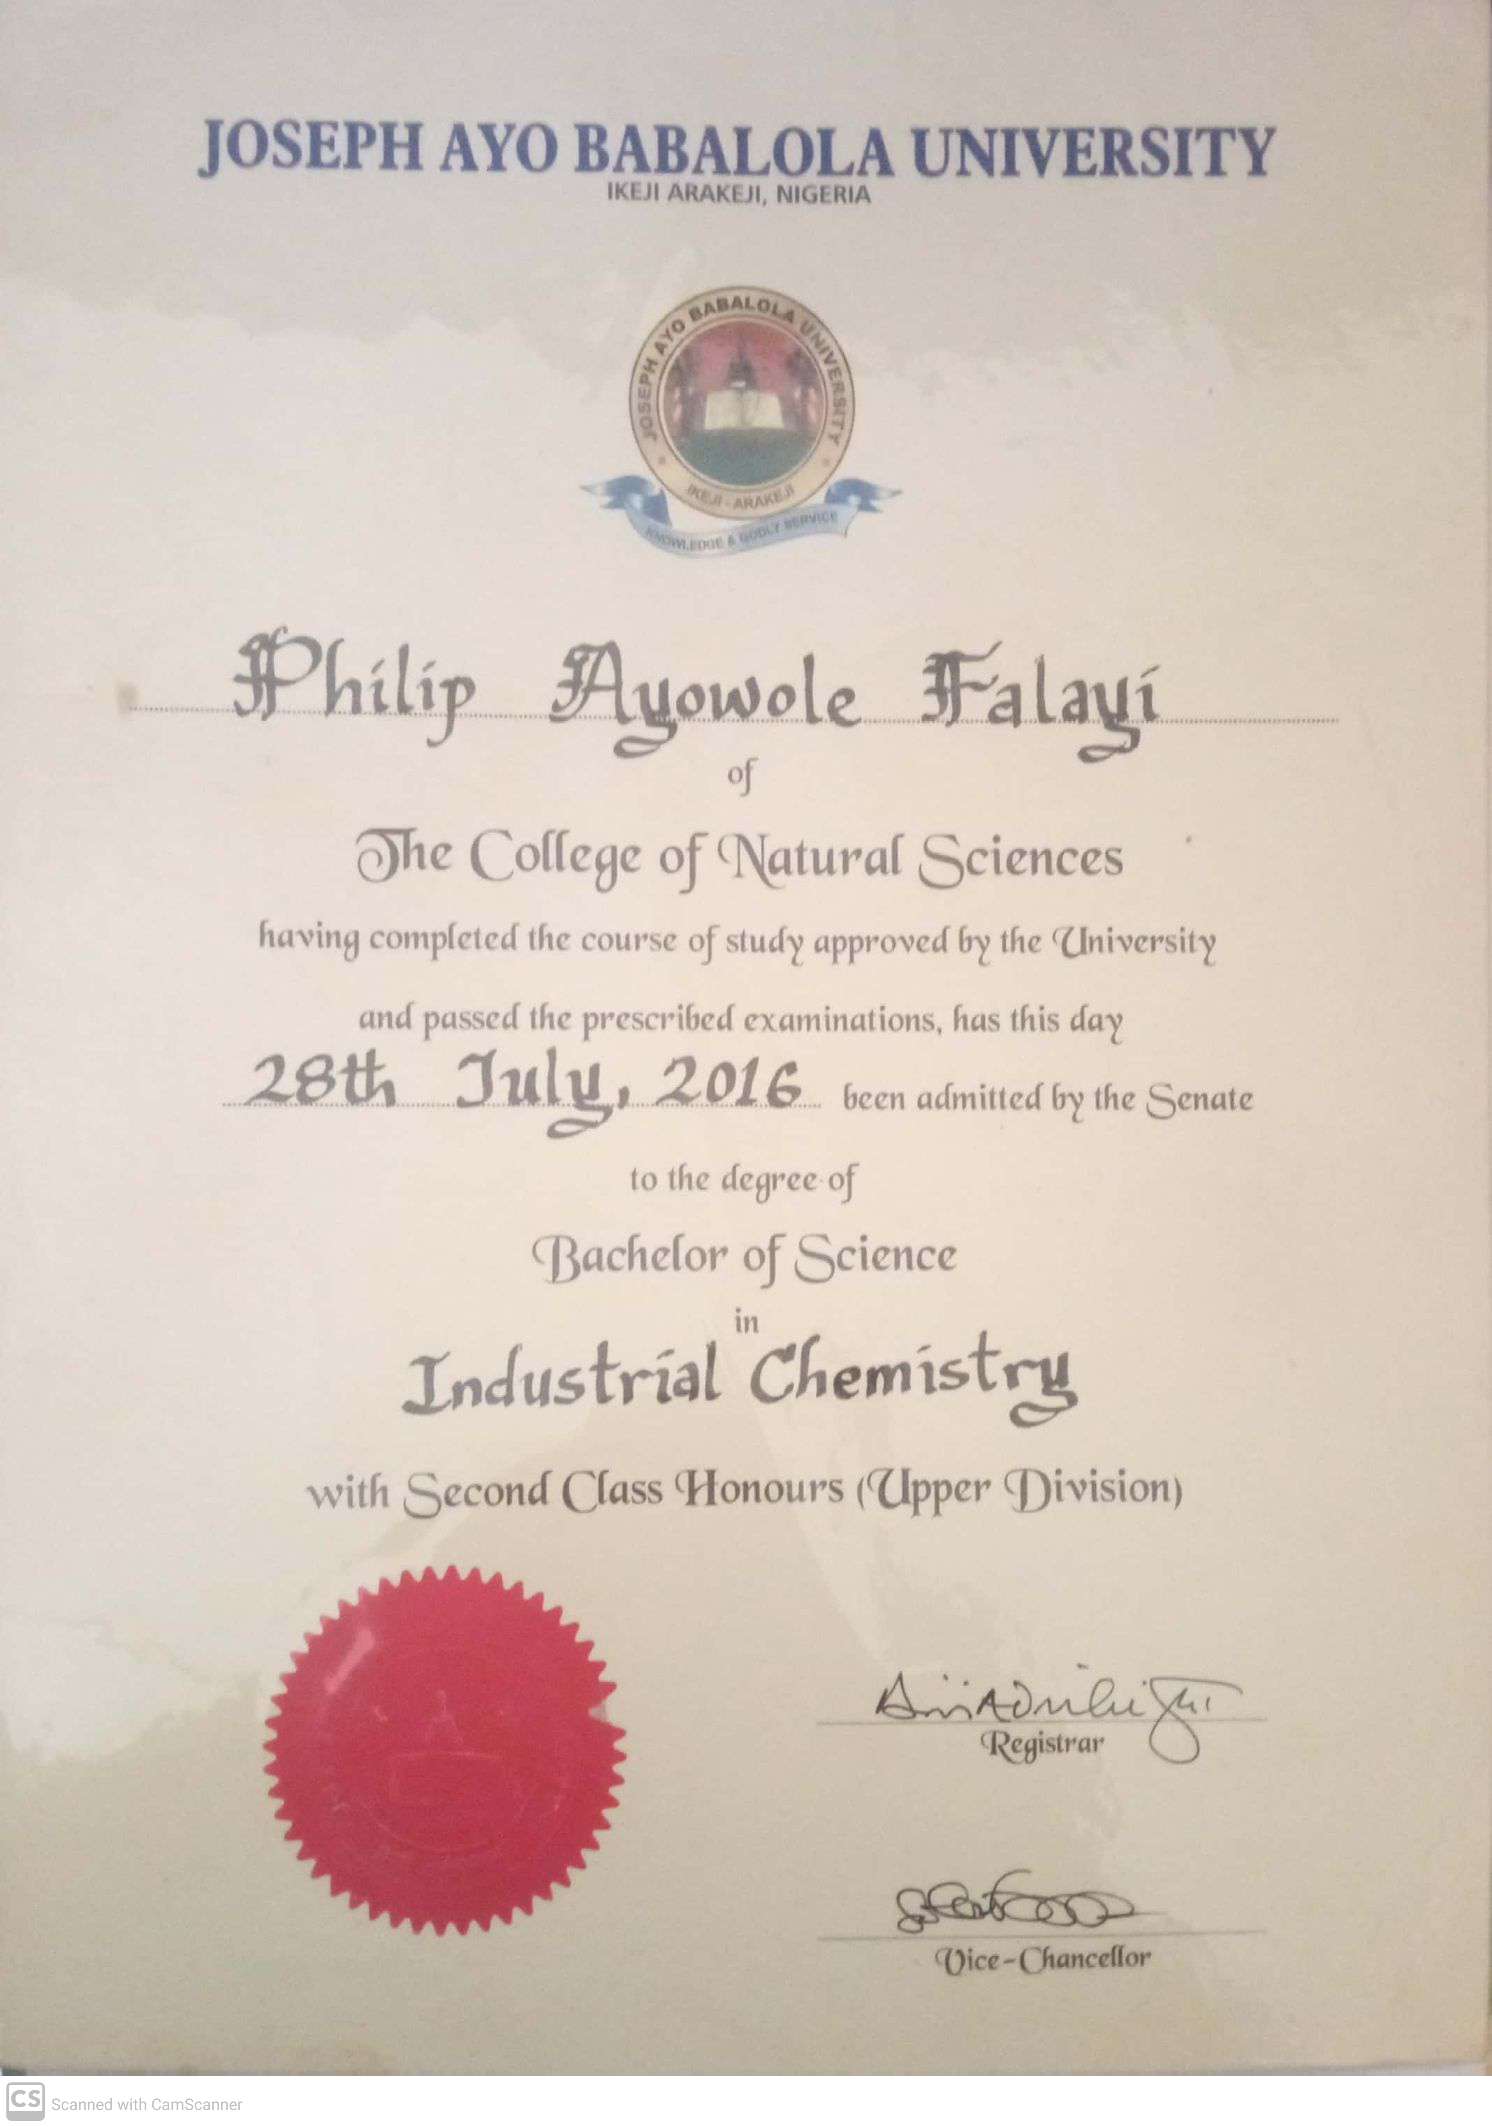 JOSEPH AYO BABALOLA UNIVERSITY
IKEJI ARAKEJI, NIGERIA
JOSEPH AYO BABALOLA UNIVERSITY
IKEJI - ARAKEJI
KNOWLEDGE & GODLY SERVICE
Philip Ayowole Falayi
of
The College of Natural Sciences
having completed the course of study approved by the University
and passed the prescribed examinations, has this day
28th July, 2016 been admitted by the Senate
to the degree of
Bachelor of Science
in
Industrial Chemistry
with Second Class Honours (Upper Division)
Registrar
Vice-Chancellor
CS Scanned with CamScanner